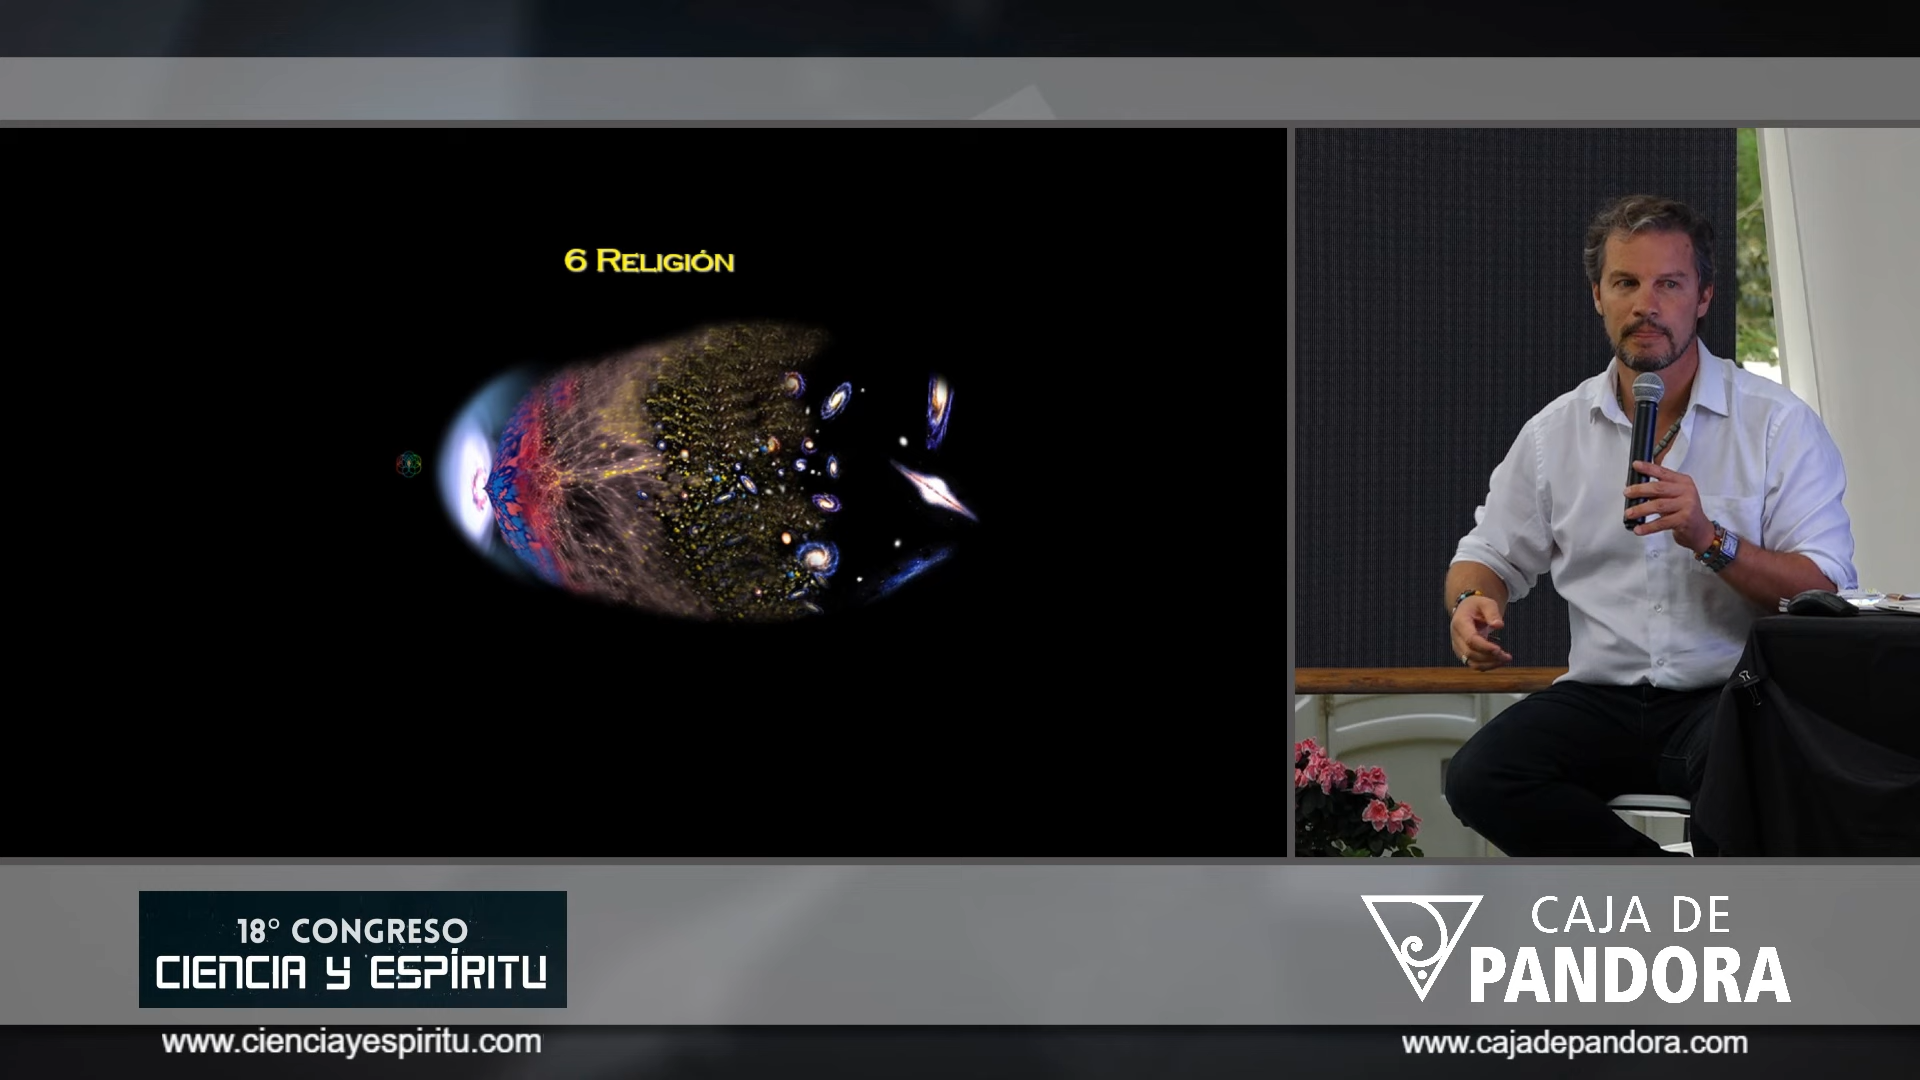 6 RELIGIÓN
18° CONGRESO
CIENCIA Y ESPÍRITU
www.cienciayespiritu.com
CAJA DE
PANDORA
www.cajadepandora.com